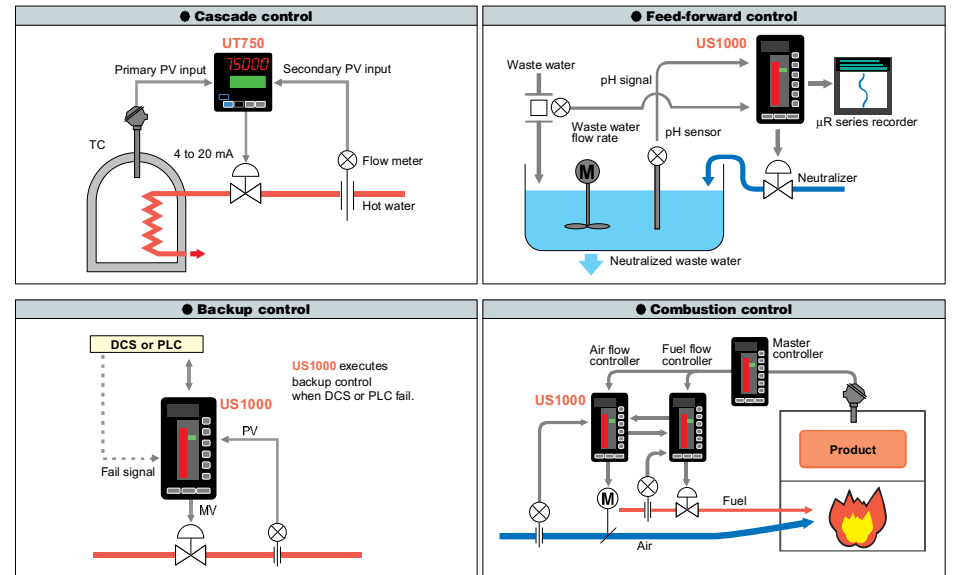 ● Cascade control
UT750
750.00
Primary PV input
Secondary PV input
TC
4 to 20 mA
Flow meter
Hot water
● Feed-forward control
US1000
Waste water
pH signal
Waste water
flow rate
pH sensor
µR series recorder
M
Neutralizer
Neutralized waste water
● Backup control
DCS or PLC
US1000 executes
backup control
when DCS or PLC fail.
US1000
PV
Fail signal
MV
● Combustion control
Air flow
controller
Fuel flow
controller
Master
controller
US1000
Product
M
Fuel
Air